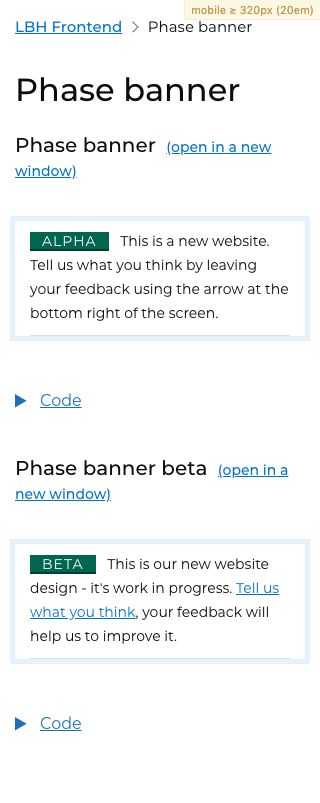 mobile ≥ 320px (20em)
LBH Frontend > Phase banner
Phase banner
Phase banner (open in a new
window)
ALPHA This is a new website.
Tell us what you think by leaving
your feedback using the arrow at the
bottom right of the screen.
Code
Phase banner beta (open in a
new window)
BETA This is our new website
design - it's work in progress. Tell us
what you think, your feedback will
help us to improve it.
Code